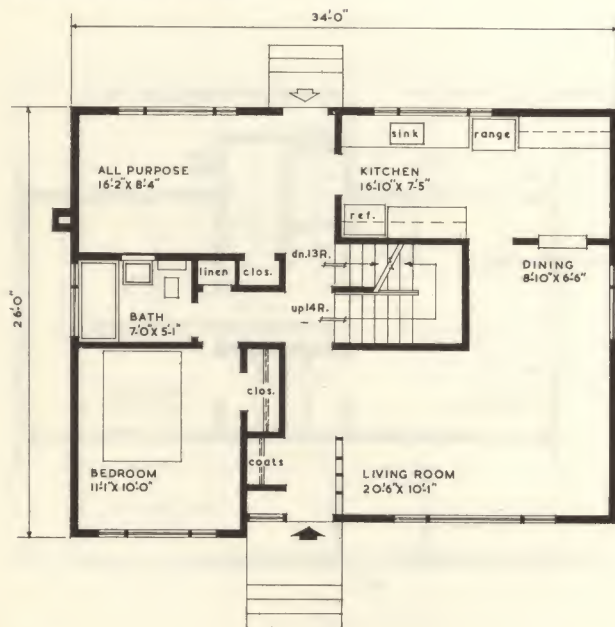 34'-0"
sink
range
ALL PURPOSE
16'-2" X 8'-4"
KITCHEN
16'-10" X 7'-5"
ref.
26'-0"
linen
clos.
dn.13R.
DINING
8'-10" X 6'-6"
BATH
7'-0" X 5'-1"
up14R.
clos.
coats
BEDROOM
11'-1" X 10'-0"
LIVING ROOM
20'-6" X 10'-1"